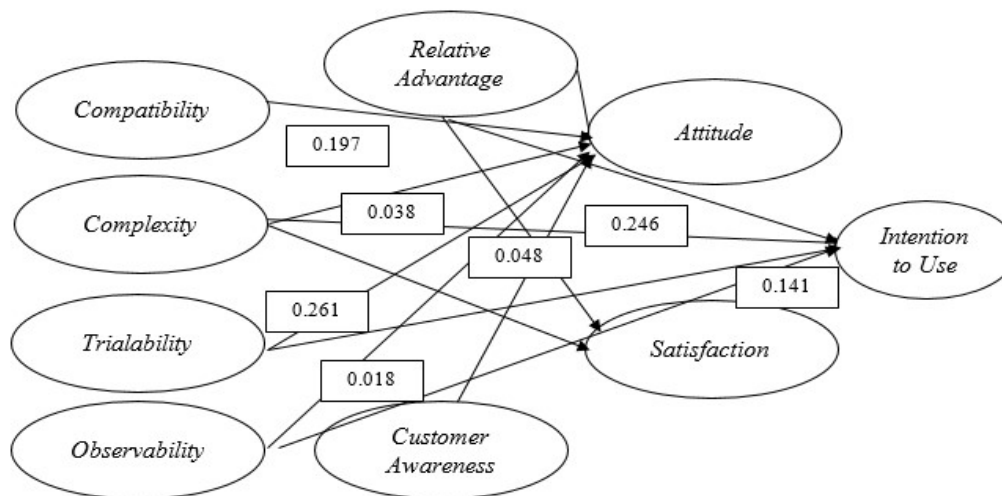 Relative
Advantage
Compatibility
Attitude
0.197
Complexity
0.038
0.246
Intention
to Use
0.048
0.141
0.261
Trialability
Satisfaction
0.018
Observability
Customer
Awareness